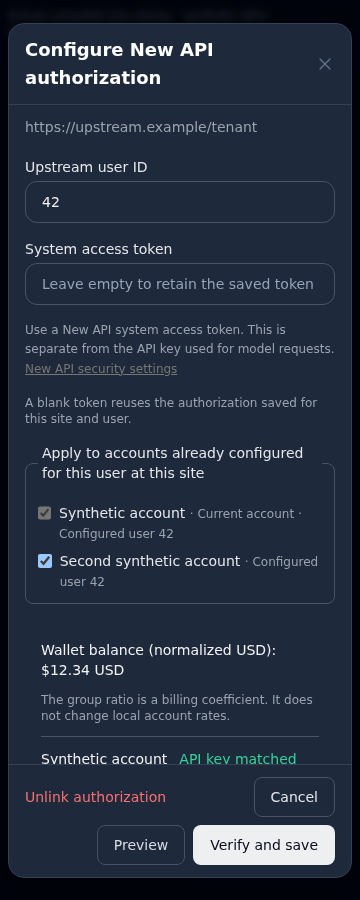 Configure New API
authorization
https://upstream.example/tenant
Upstream user ID
42
System access token
Leave empty to retain the saved token
Use a New API system access token. This is
separate from the API key used for model requests.
New API security settings
A blank token reuses the authorization saved for
this site and user.
Apply to accounts already configured
for this user at this site
Synthetic account · Current account ·
Configured user 42
Second synthetic account · Configured
user 42
Wallet balance (normalized USD):
$12.34 USD
The group ratio is a billing coefficient. It does
not change local account rates.
Synthetic account API key matched
Unlink authorization
Cancel
Preview
Verify and save